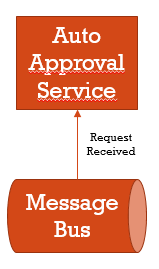 Auto
Approval
Service
Request
Received
Message
Bus